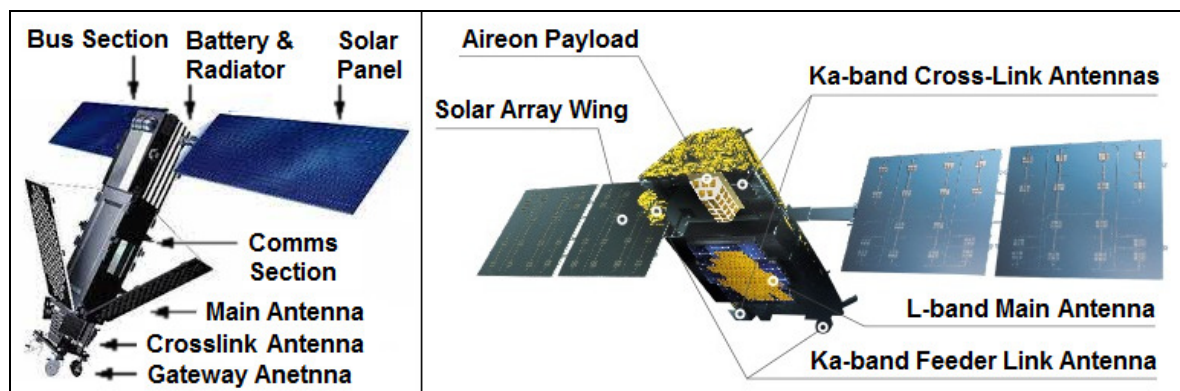 Bus Section
Battery &
Radiator
Solar
Panel
Comms
Section
Main Antenna
Crosslink Antenna
Gateway Anetnna
Aireon Payload
Ka-band Cross-Link Antennas
Solar Array Wing
L-band Main Antenna
Ka-band Feeder Link Antenna